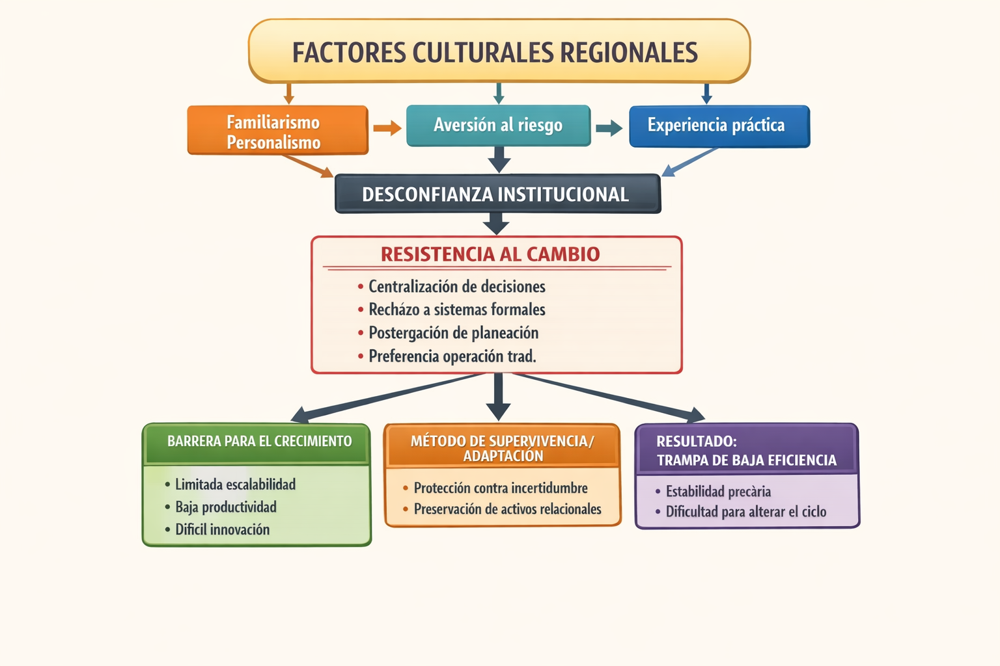 FACTORES CULTURALES REGIONALES
Familiarismo
Personalismo
Aversión al riesgo
Experiencia práctica
DESCONFIANZA INSTITUCIONAL
RESISTENCIA AL CAMBIO
• Centralización de decisiones
• Recházo a sistemas formales
• Postergación de planeación
• Preferencia operación trad.
BARRERA PARA EL CRECIMIENTO
• Limitada escalabilidad
• Baja productividad
• Dificil innovación
MÉTODO DE SUPERVIVENCIA/
ADAPTACIÓN
• Protección contra incertidumbre
• Preservación de activos relacionales
RESULTADO:
TRAMPA DE BAJA EFICIENCIA
• Estabilidad precària
• Dificultad para alterar el ciclo